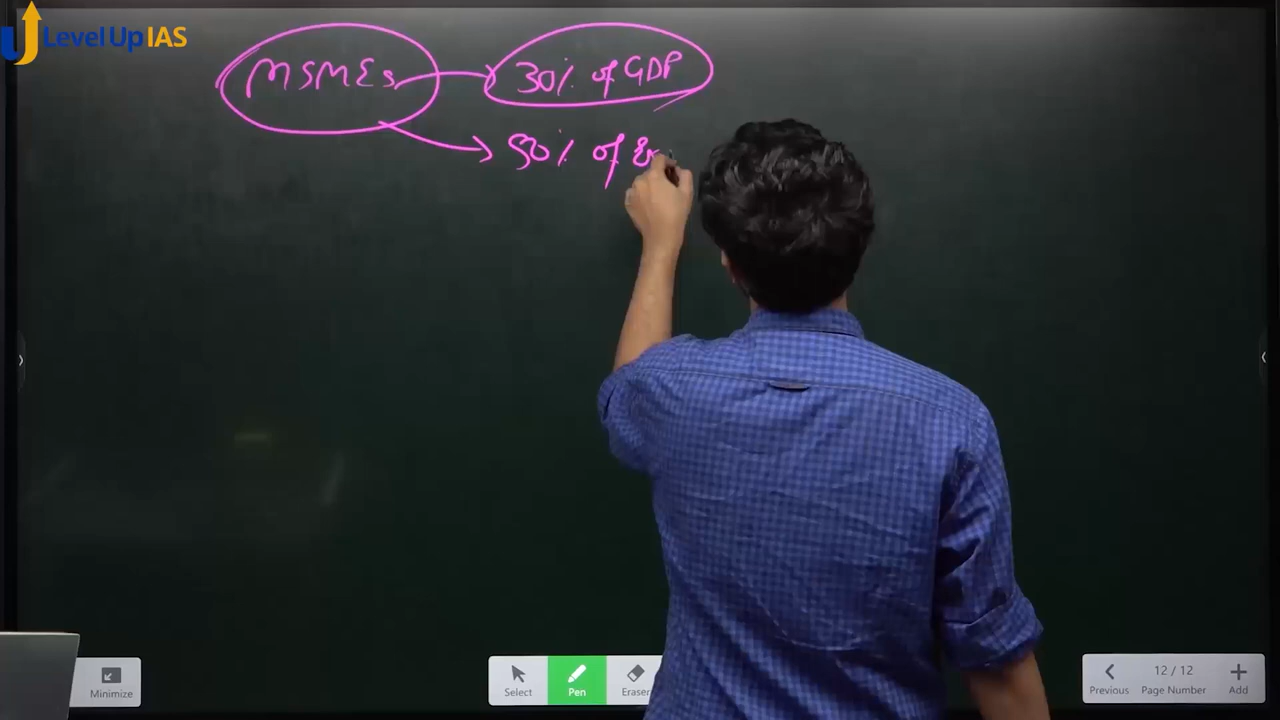 Level Up IAS
MSMEs 30% of GDP
50% of
Minimize
Select
Pen
Eraser
Previous
12 / 12
Page Number
Add